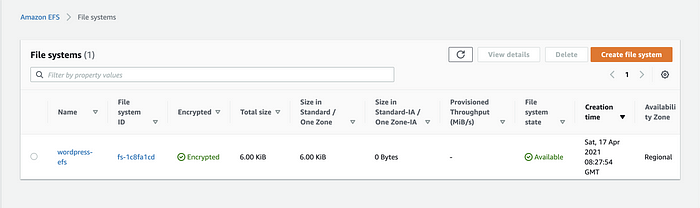 Amazon EFS > File systems
File systems (1)
View details
Delete
Create file system
Filter by property values
1
Name
File system ID
Encrypted
Total size
Size in Standard / One Zone
Size in Standard-IA / One Zone-IA
Provisioned Throughput (MiB/s)
File system state
Creation time
Availability Zone
wordpress-efs
fs-1c8fa1cd
Encrypted
6.00 KiB
6.00 KiB
0 Bytes
-
Available
Sat, 17 Apr 2021 08:27:54 GMT
Regional